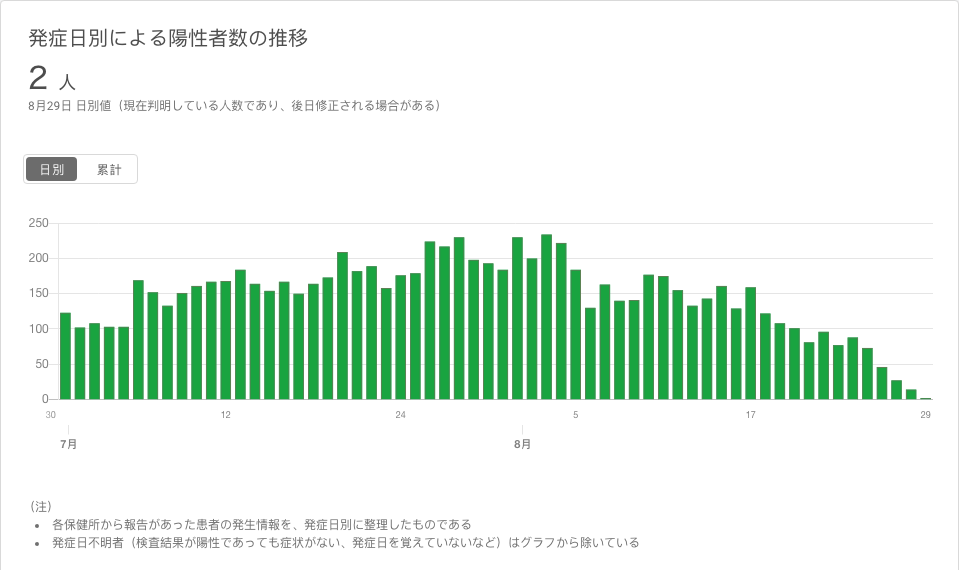 発症日別による陽性者数の推移
2 人
8月29日 日別値（現在判明している人数であり、後日修正される場合がある）
日別 累計
250
200
150
100
50
0
30 12 24 5 17 29
7月 8月
（注）
• 各保健所から報告があった患者の発生情報を、発症日別に整理したものである
• 発症日不明者（検査結果が陽性であっても症状がない、発症日を覚えていないなど）はグラフから除いている